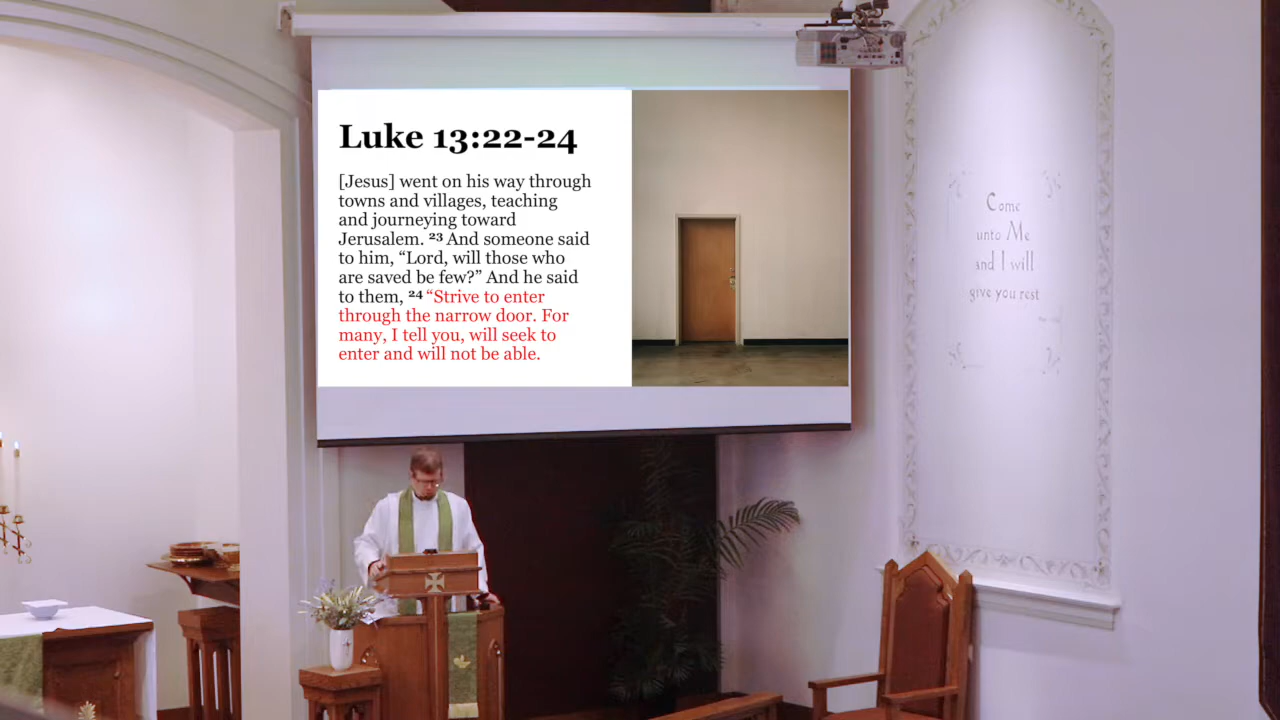 Luke 13:22-24
[Jesus] went on his way through
towns and villages, teaching
and journeying toward
Jerusalem. ²³ And someone said
to him, “Lord, will those who
are saved be few?” And he said
to them, ²⁴ “Strive to enter
through the narrow door. For
many, I tell you, will seek to
enter and will not be able.
Come
unto Me
and I will
give you rest